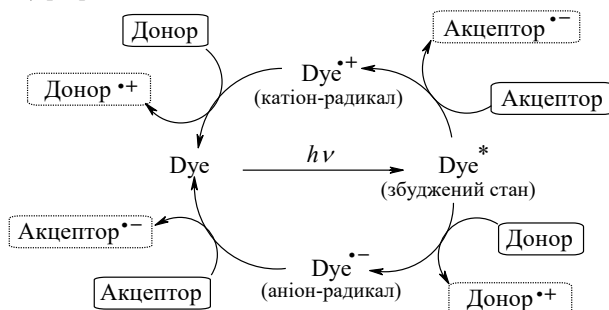 Донор
Акцептор•−
Донор •+
Dye•+
(катіон-радикал)
Акцептор
Dye
hν
Dye*
(збуджений стан)
Акцептор•−
Донор
Акцептор
Dye•−
(аніон-радикал)
Донор•+